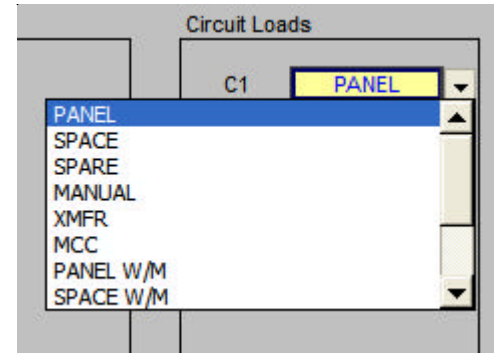 Circuit Loads
C1 PANEL
PANEL
SPACE
SPARE
MANUAL
XMFR
MCC
PANEL W/M
SPACE W/M